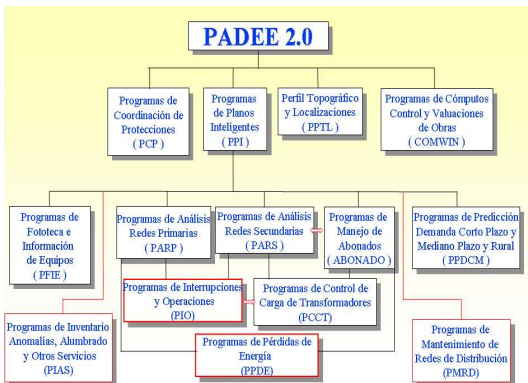 PADEE 2.0
Programas de
Coordinación de
Protecciones
( PCP )
Programas
de Planos
Inteligentes
( PPI )
Perfil Topográfico
y Localizaciones
( PPTL )
Programas de Cómputos
Control y Valuaciones
de Obras
( COMWIN )
Programas de
Fototeca e
Información
de Equipos
( PFIE )
Programas de Análisis
Redes Primarias
( PARP )
Programas de Análisis
Redes Secundarias
( PARS )
Programas de
Manejo de
Abonados
( ABONADO )
Programas de Predicción
Demanda Corto Plazo y
Mediano Plazo y Rural
( PPDCM )
Programas de Interrupciones
y Operaciones
(PIO)
Programas de Control de
Carga de Transformadores
(PCCT)
Programas de Inventario
Anomalías, Alumbrado
y Otros Servicios
(PIAS)
Programas de Pérdidas de
Energía
(PPDE)
Programas de
Mantenimiento de
Redes de Distribución
(PMRD)